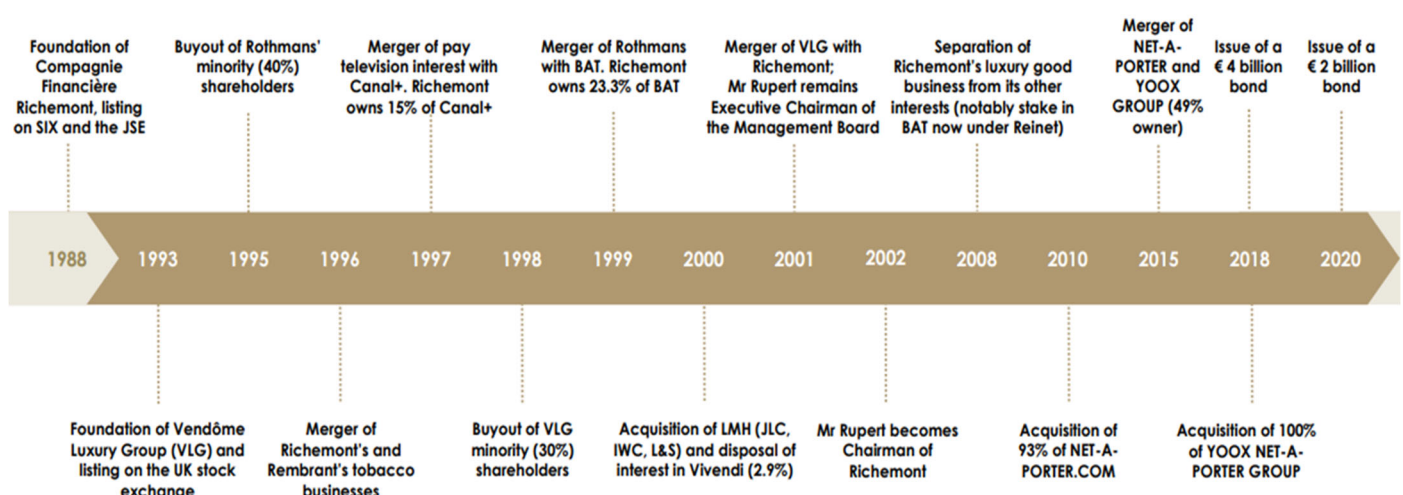 Foundation of
Compagnie
Financière
Richemont, listing
on SIX and the JSE
Buyout of Rothmans'
minority (40%)
shareholders
Merger of pay
television interest with
Canal+. Richemont
owns 15% of Canal+
Merger of Rothmans
with BAT. Richemont
owns 23.3% of BAT
Merger of VLG with
Richemont;
Mr Rupert remains
Executive Chairman of
the Management Board
Separation of
Richemont's luxury good
business from its other
interests (notably stake in
BAT now under Reinet)
Merger of
NET-A-
PORTER and
YOOX
GROUP (49%
owner)
Issue of a
€ 4 billion
bond
Issue of a
€ 2 billion
bond
1988
1993
1995
1996
1997
1998
1999
2000
2001
2002
2008
2010
2015
2018
2020
Foundation of Vendôme
Luxury Group (VLG) and
listing on the UK stock
exchange
Merger of
Richemont's and
Rembrant's tobacco
businesses
Buyout of VLG
minority (30%)
shareholders
Acquisition of LMH (JLC,
IWC, L&S) and disposal of
interest in Vivendi (2.9%)
Mr Rupert becomes
Chairman of
Richemont
Acquisition of
93% of NET-A-
PORTER.COM
Acquisition of 100%
of YOOX NET-A-
PORTER GROUP